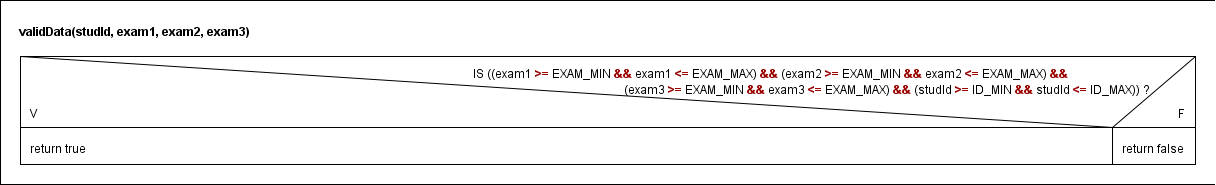 validData(studId, exam1, exam2, exam3)
IS ((exam1 >= EXAM_MIN && exam1 <= EXAM_MAX) && (exam2 >= EXAM_MIN && exam2 <= EXAM_MAX) &&
(exam3 >= EXAM_MIN && exam3 <= EXAM_MAX) && (studId >= ID_MIN && studId <= ID_MAX)) ?
V
F
return true
return false